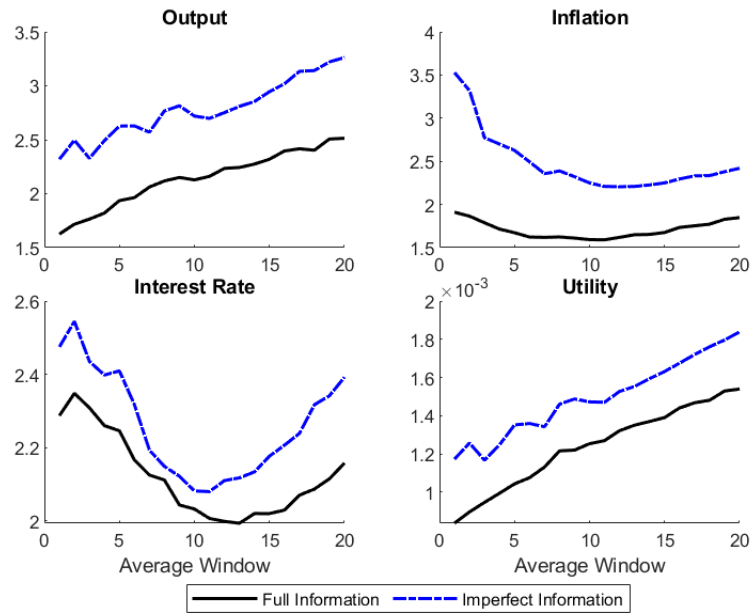 Output
3.5
3
2.5
2
1.5
0 5 10 15 20
Inflation
4
3.5
3
2.5
2
1.5
0 5 10 15 20
Interest Rate
2.6
2.4
2.2
2
0 5 10 15 20
Average Window
Utility
×10-3
2
1.8
1.6
1.4
1.2
1
0 5 10 15 20
Average Window
Full Information Imperfect Information